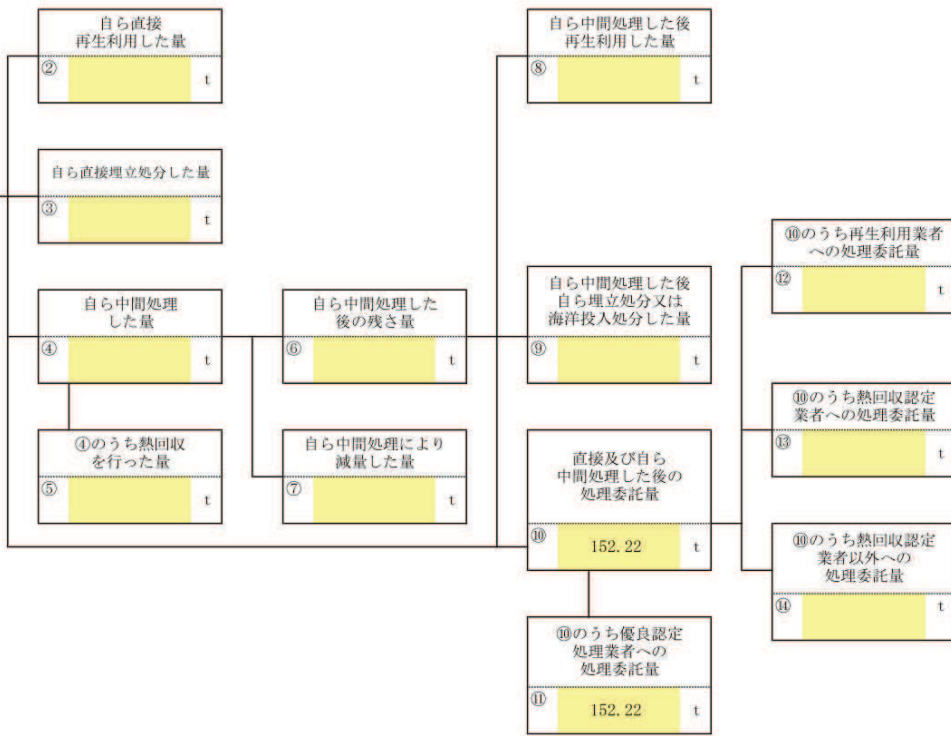 自ら直接
再生利用した量
②
t
自ら直接埋立処分した量
③
t
自ら中間処理
した量
④
t
④のうち熱回収
を行った量
⑤
t
自ら中間処理した
後の残さ量
⑥
t
自ら中間処理により
減量した量
⑦
t
自ら中間処理した後
再生利用した量
⑧
t
自ら中間処理した後
自ら埋立処分又は
海洋投入処分した量
⑨
t
直接及び自ら
中間処理した後の
処理委託量
⑩ 152.22 t
⑩のうち優良認定
処理業者への
処理委託量
⑪ 152.22 t
⑩のうち再生利用業者
への処理委託量
⑫
t
⑩のうち熱回収認定
業者への処理委託量
⑬
t
⑩のうち熱回収認定
業者以外への
処理委託量
⑭
t